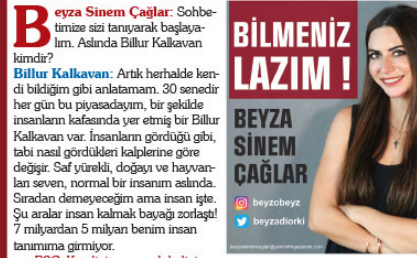 Beyza Sinem Çağlar: Sohbe-
timize sizi tanıyarak başlaya-
lım. Aslında Billur Kalkavan
kimdir?
Billur Kalkavan: Artık herhalde ken-
di bildiğim gibi anlatamam. 30 senedir
her gün bu piyasadayım, bir şekilde
insanların kafasında yer etmiş bir Billur
Kalkavan var. İnsanların gördüğü gibi,
tabi nasıl gördükleri kalplerine göre
değişir. Saf yürekli, doğayı ve hayvan-
ları seven, normal bir insanım aslında.
Sıradan demeyeceğim ama insan işte.
Şu aralar insan kalmak bayağı zorlaştı!
7 milyardan 5 milyarı benim insan
tanımıma girmiyor.
BİLMENİZ
LAZIM !
BEYZA
SİNEM
ÇAĞLAR
beyzobeyz
beyzadiorki